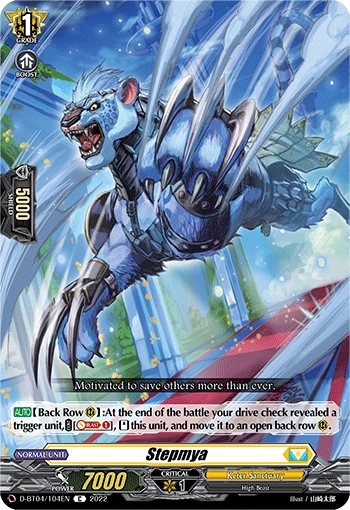 1
GRADE
BOOST
5000
SHIELD
Motivated to save others more than ever.
AUTO【Back Row】:At the end of the battle your drive check revealed a
trigger unit, [BLAST 1], [this unit, and move it to an open back row.
NORMAL UNIT
Stepmya
POWER 7000
CRITICAL
1
Keter Sanctuary
High Beast
D-BT04/104EN C 2022
Illust / 山崎太郎